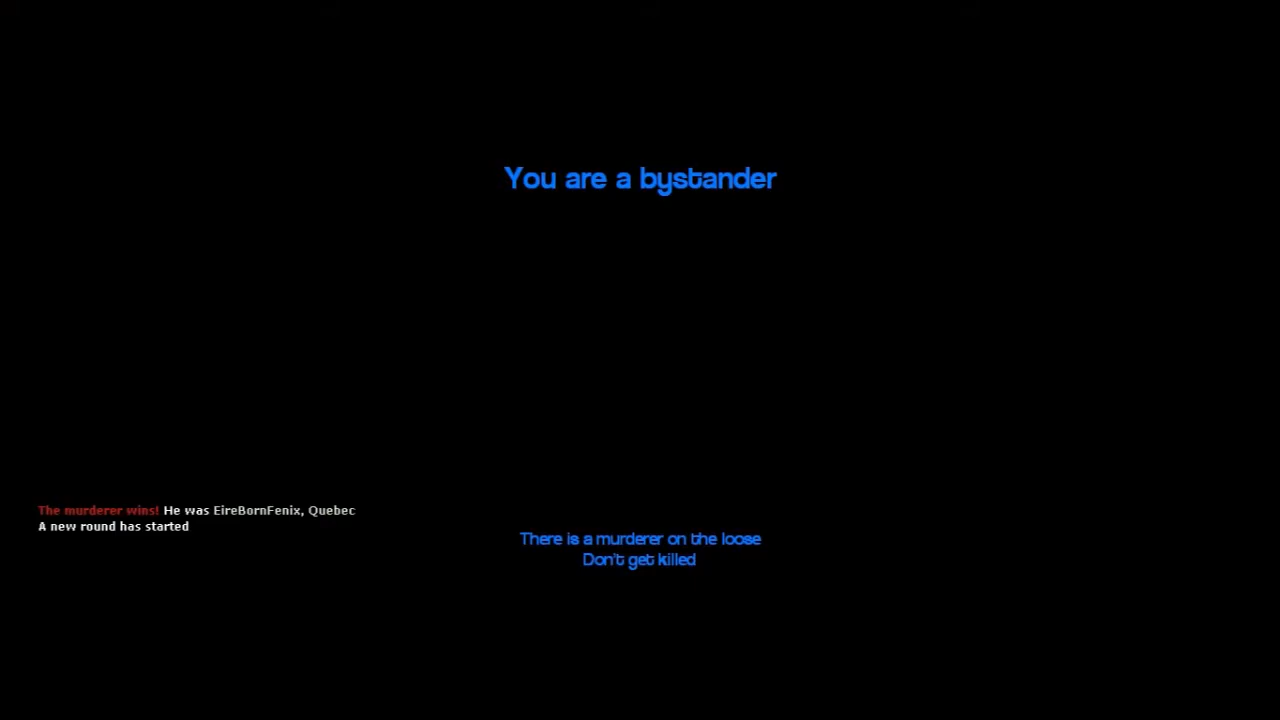 You are a bystander
The murderer wins! He was EireBornFenix, Quebec
A new round has started
There is a murderer on the loose
Don't get killed